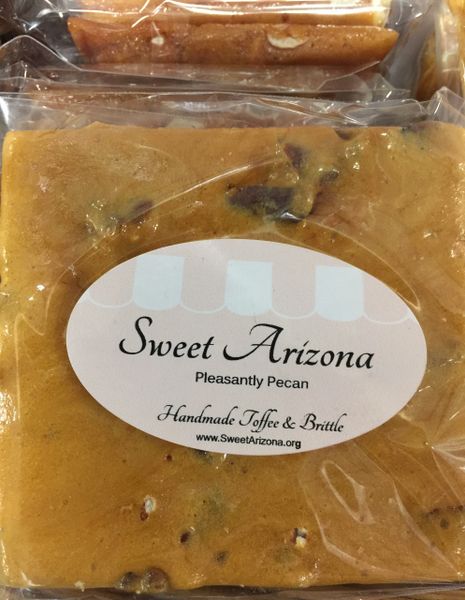 Sweet Arizona
Pleasantly Pecan
Handmade Toffee & Brittle
www.SweetArizona.org